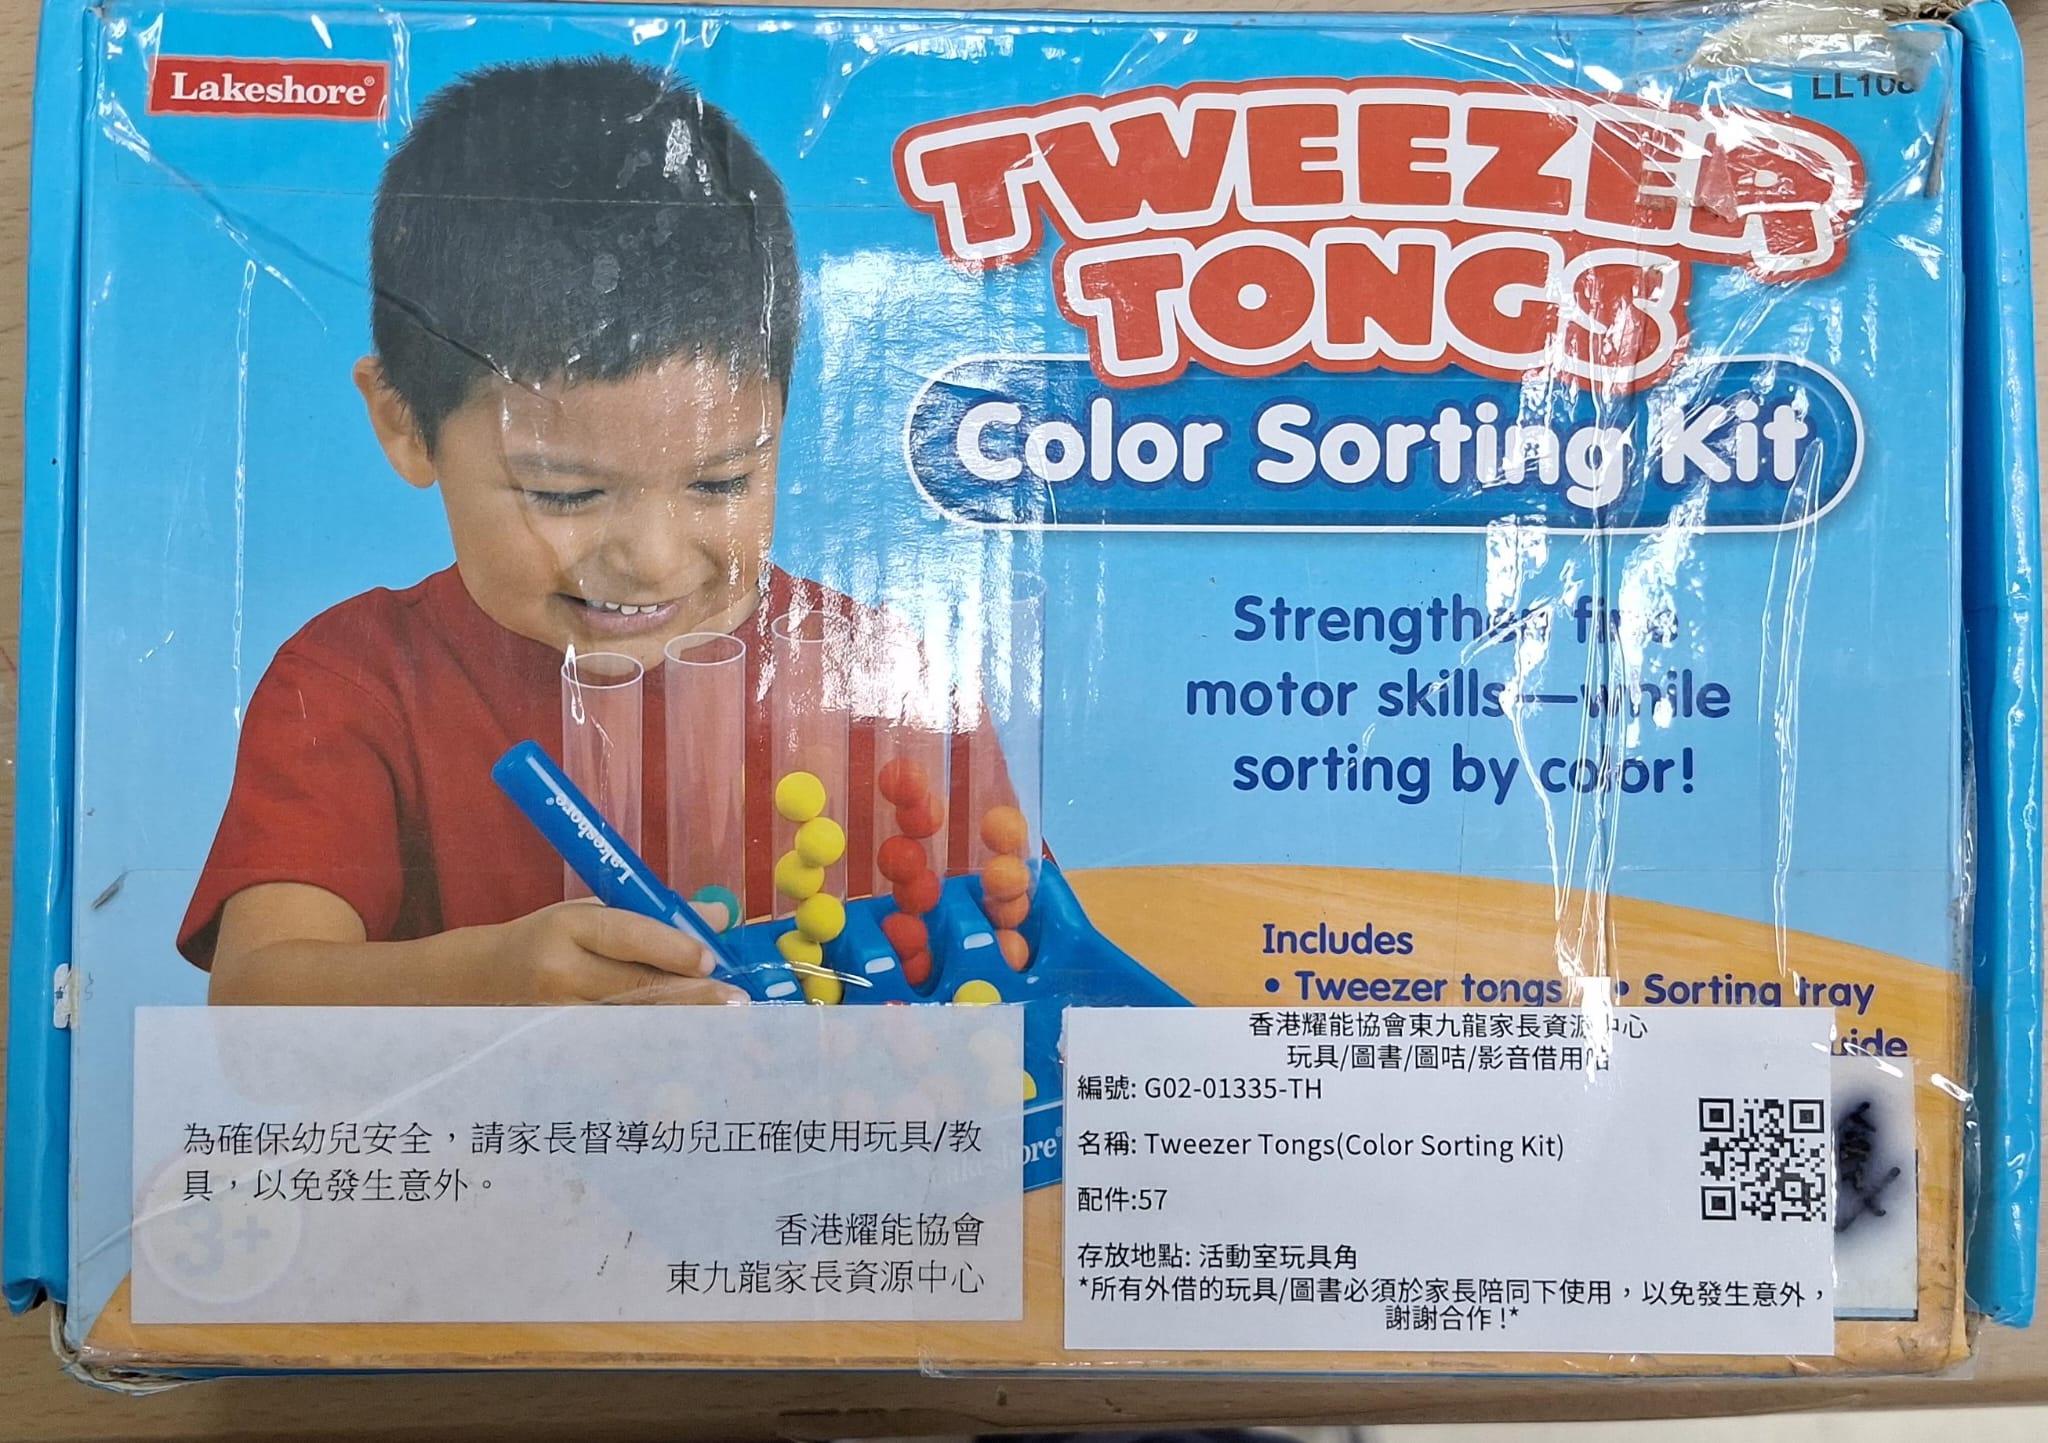 Lakeshore®
TWEEZER
TONGS
Color Sorting Kit
Strengthen fine
motor skills—while
sorting by color!
Includes
• Tweezer tongs • Sorting tray
Lakeshore®
為確保幼兒安全，請家長督導幼兒正確使用玩具/教
具，以免發生意外。
香港耀能協會
東九龍家長資源中心
3+
香港耀能協會東九龍家長資源中心
玩具/圖書/圖咭/影音借用咭
編號: G02-01335-TH
名稱: Tweezer Tongs(Color Sorting Kit)
配件:57
存放地點: 活動室玩具角
*所有外借的玩具/圖書必須於家長陪同下使用，以免發生意外，
謝謝合作 !*